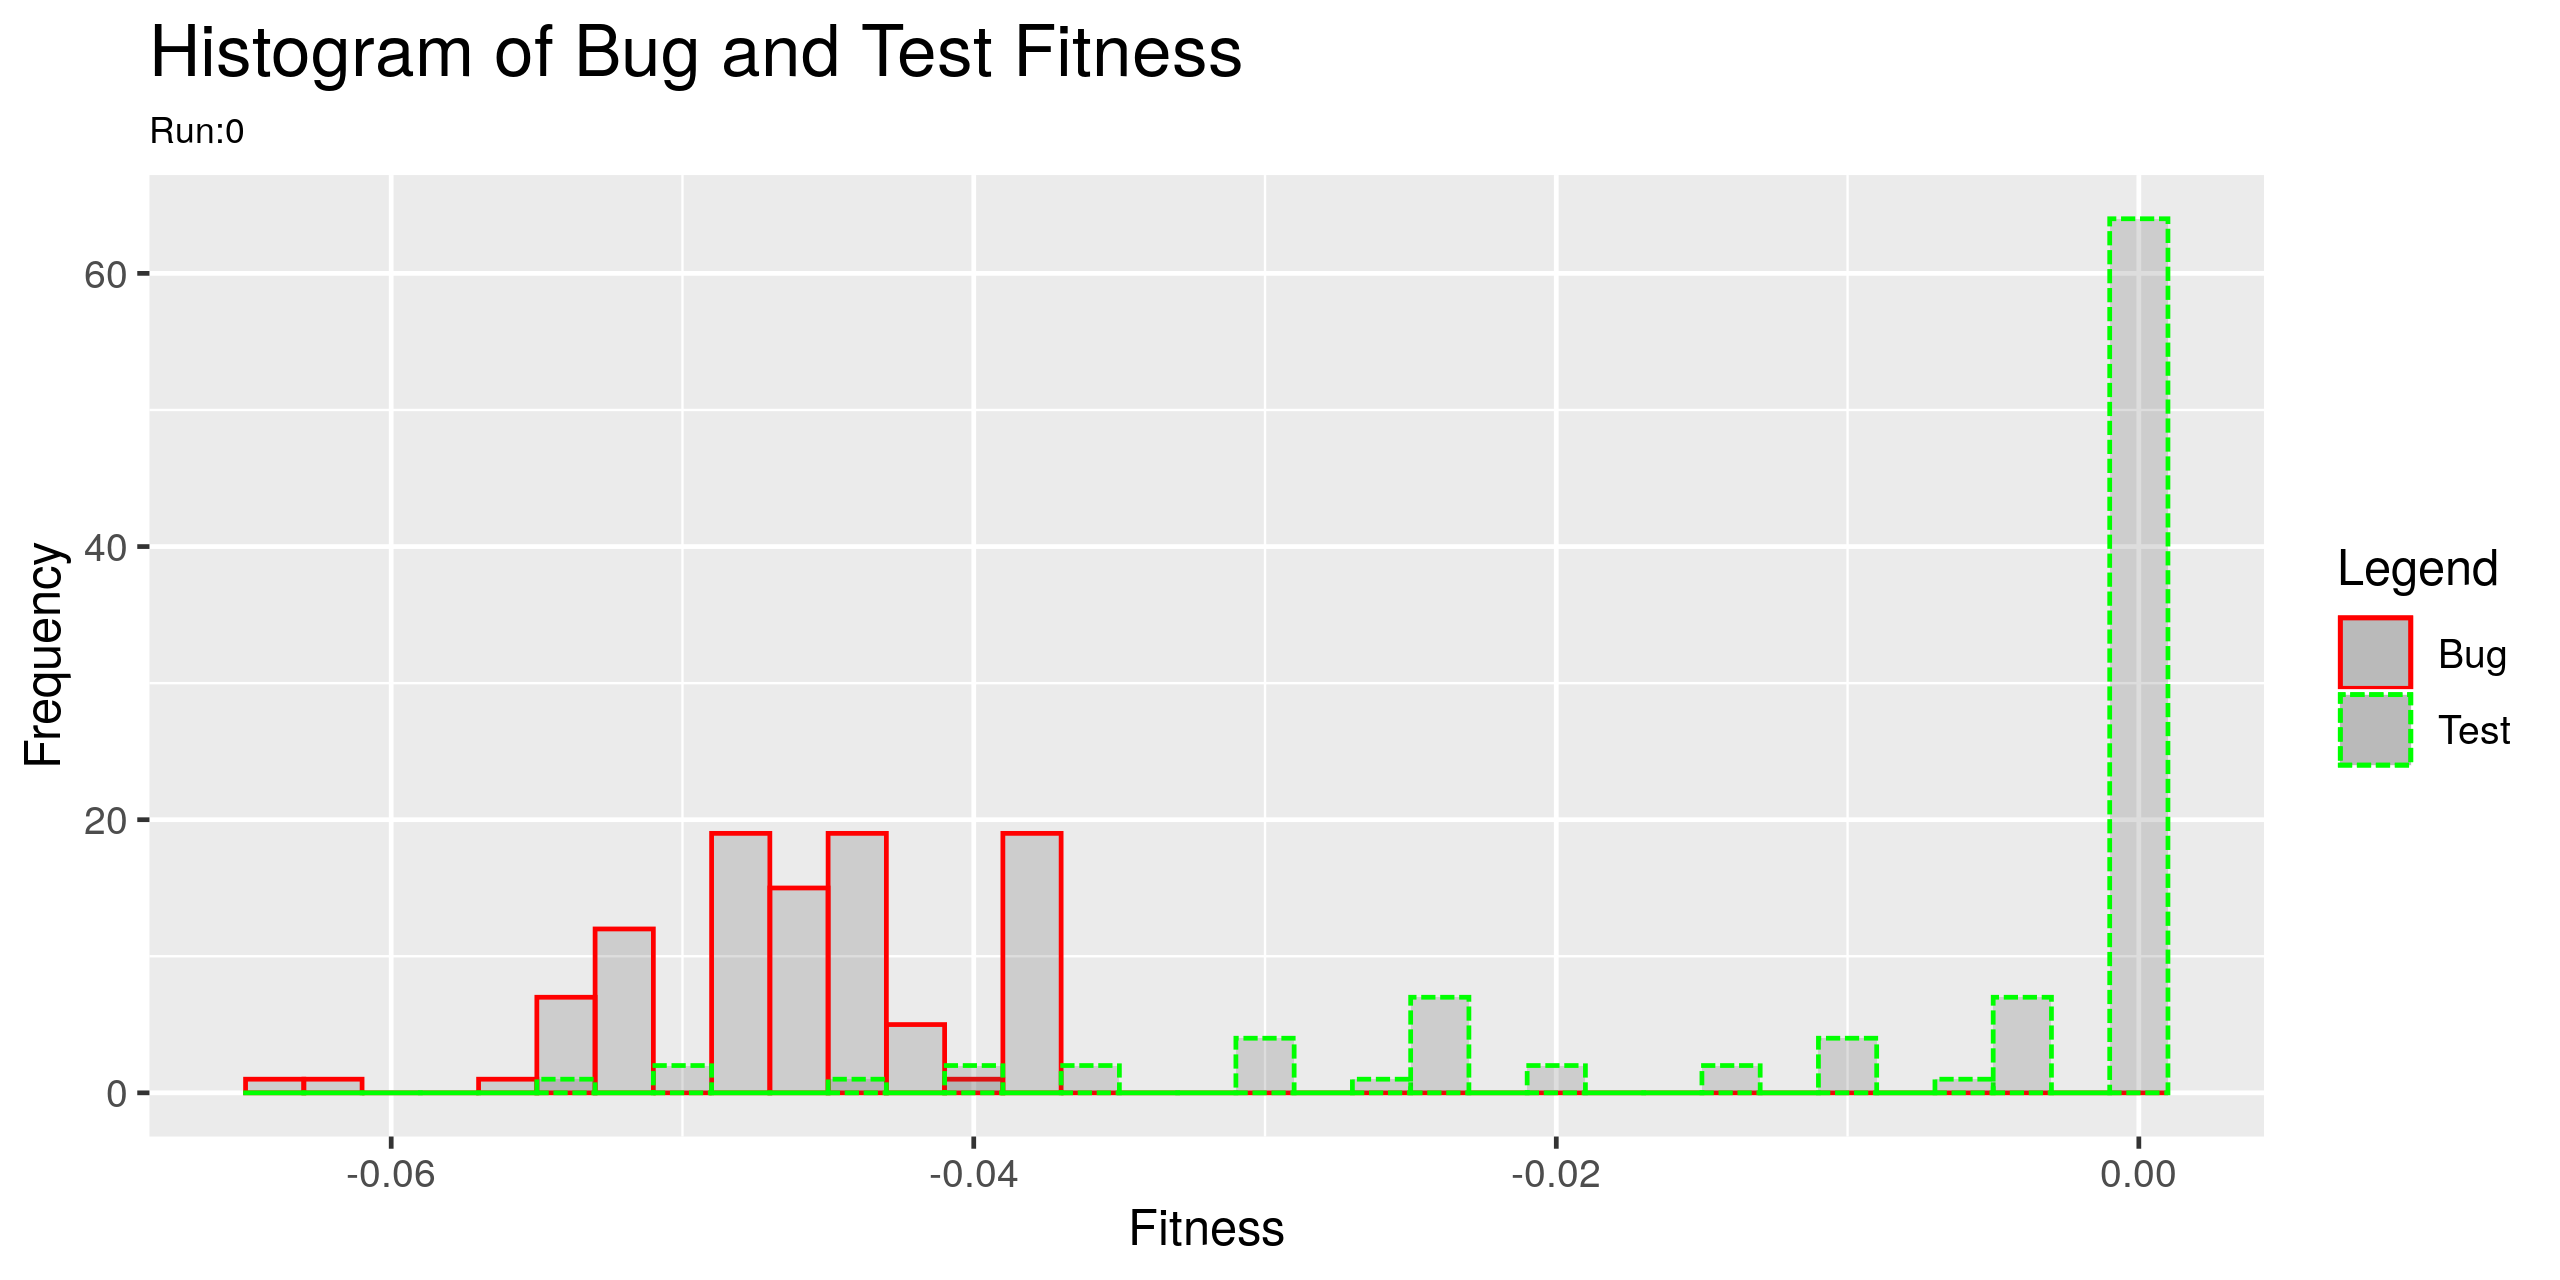 Histogram of Bug and Test Fitness
Run:0
Frequency
60
40
20
0
-0.06
-0.04
-0.02
0.00
Fitness
Legend
Bug
Test